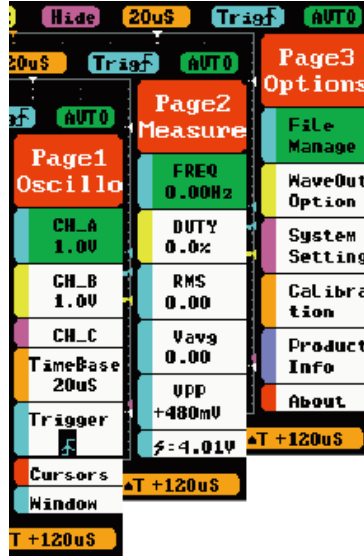 Hide 20uS Trig AUTO
20uS Trig AUTO
AUTO
Page1
Oscillo
CH_A
1.0V
CH_B
1.0V
CH_C
TimeBase
20uS
Trigger
Cursors
Window
T +120uS
Page2
Measure
FREQ
0.00Hz
DUTY
0.0%
RMS
0.00
Vavg
0.00
VPP
+480mV
⚡:4.01V
▲T +120uS
Page3
Options
File
Manage
WaveOut
Option
System
Setting
Calibra
tion
Product
Info
About
▲T +120uS